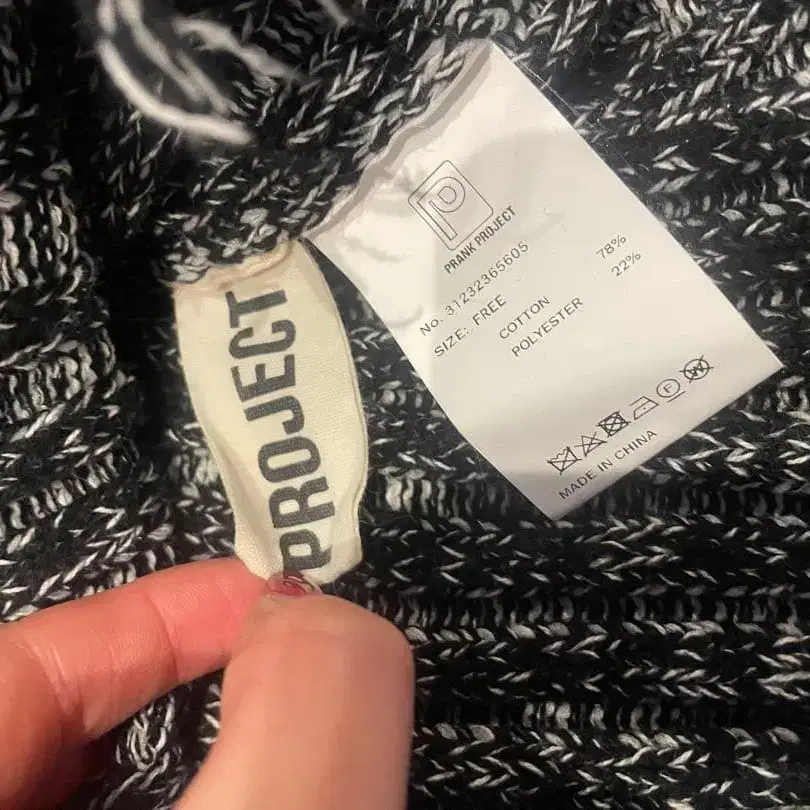 PROJECT
PRANK PROJECT
No. 31232365605
SIZE: FREE
COTTON 78%
POLYESTER 22%
MADE IN CHINA